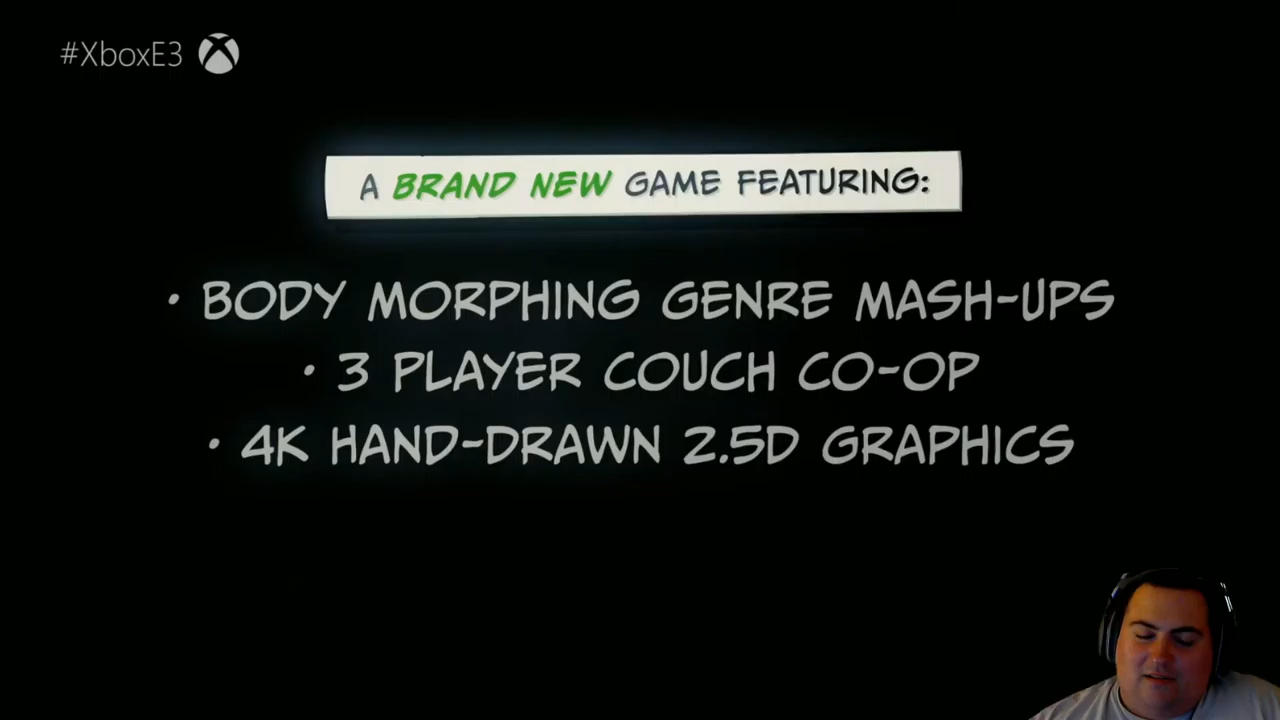 #XboxE3
A BRAND NEW GAME FEATURING:
• BODY MORPHING GENRE MASH-UPS
• 3 PLAYER COUCH CO-OP
• 4K HAND-DRAWN 2.5D GRAPHICS